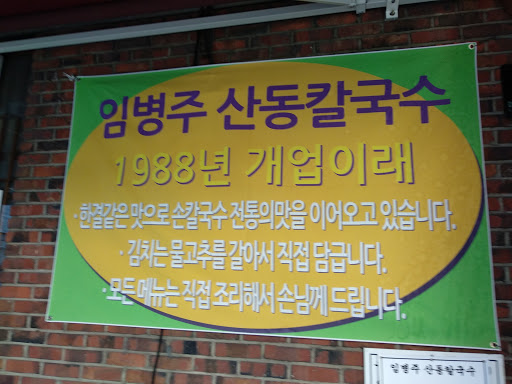 임병주 산동칼국수
1988년 개업이래
· 한결같은 맛으로 손칼국수 전통의맛을 이어오고 있습니다.
· 김치는 물고추를 갈아서 직접 담급니다.
· 모든 메뉴는 직접 조리해서 손님께 드립니다.
임병주 산동칼국수